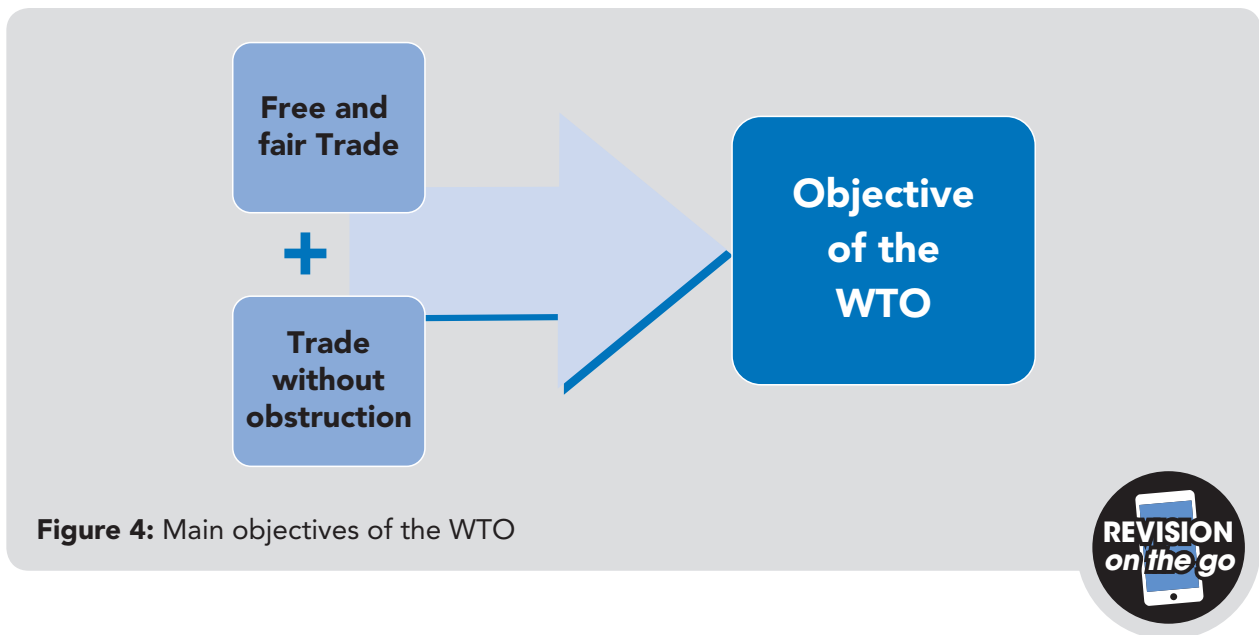 Free and
fair Trade
+
Trade
without
obstruction
Objective
of the
WTO
Figure 4: Main objectives of the WTO
REVISION
on the go